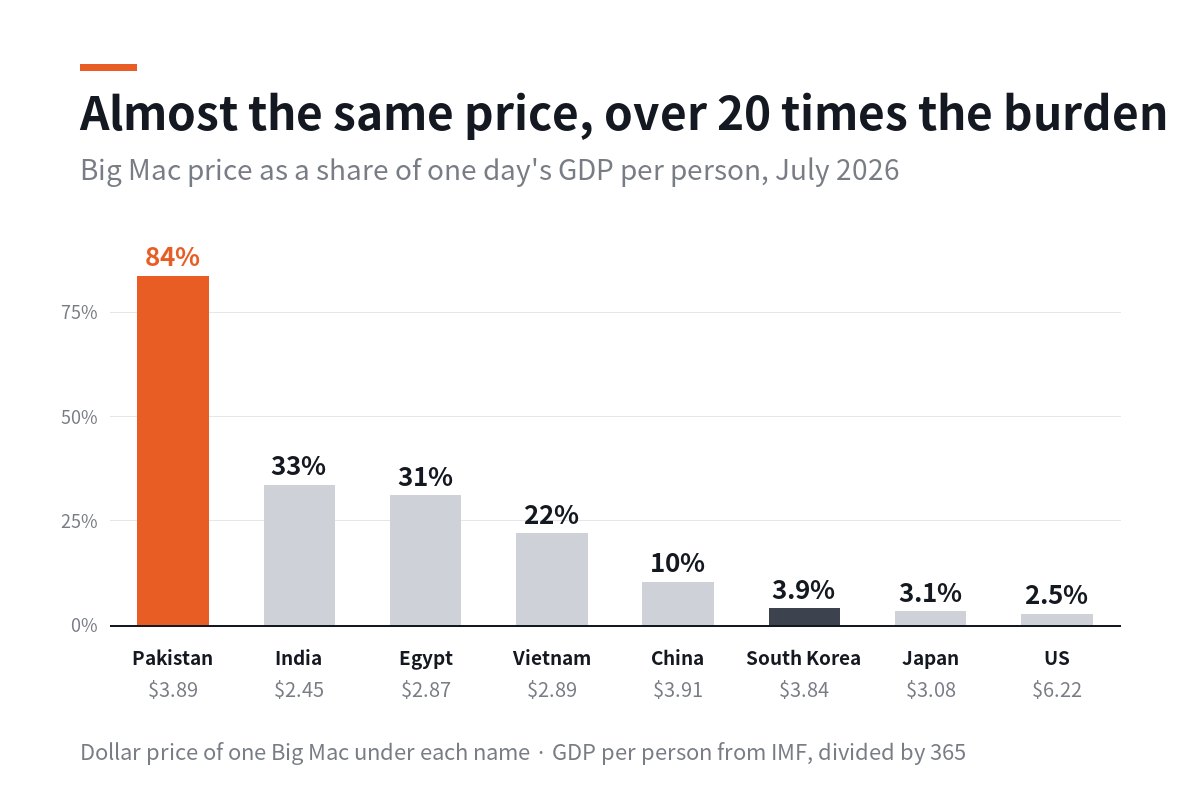 Almost the same price, over 20 times the burden
Big Mac price as a share of one day's GDP per person, July 2026
84%
75%
50%
33%
31%
25%
22%
10%
3.9%
3.1%
2.5%
0%
Pakistan India Egypt Vietnam China South Korea Japan US
$3.89 $2.45 $2.87 $2.89 $3.91 $3.84 $3.08 $6.22
Dollar price of one Big Mac under each name · GDP per person from IMF, divided by 365